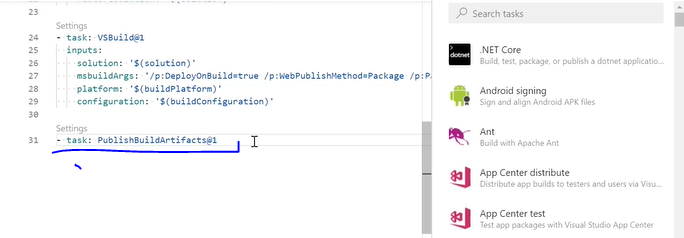 23
Settings
24 - task: VSBuild@1
25 inputs:
26 solution: '$(solution)'
27 msbuildArgs: '/p:DeployOnBuild=true /p:WebPublishMethod=Package /p:Pa
28 platform: '$(buildPlatform)'
29 configuration: '$(buildConfiguration)'
30
Settings
31 - task: PublishBuildArtifacts@1
Search tasks
.NET Core
Build, test, package, or publish a dotnet applicatio...
Android signing
Sign and align Android APK files
Ant
Build with Apache Ant
App Center distribute
Distribute app builds to testers and users via Visu...
App Center test
Test app packages with Visual Studio App Center